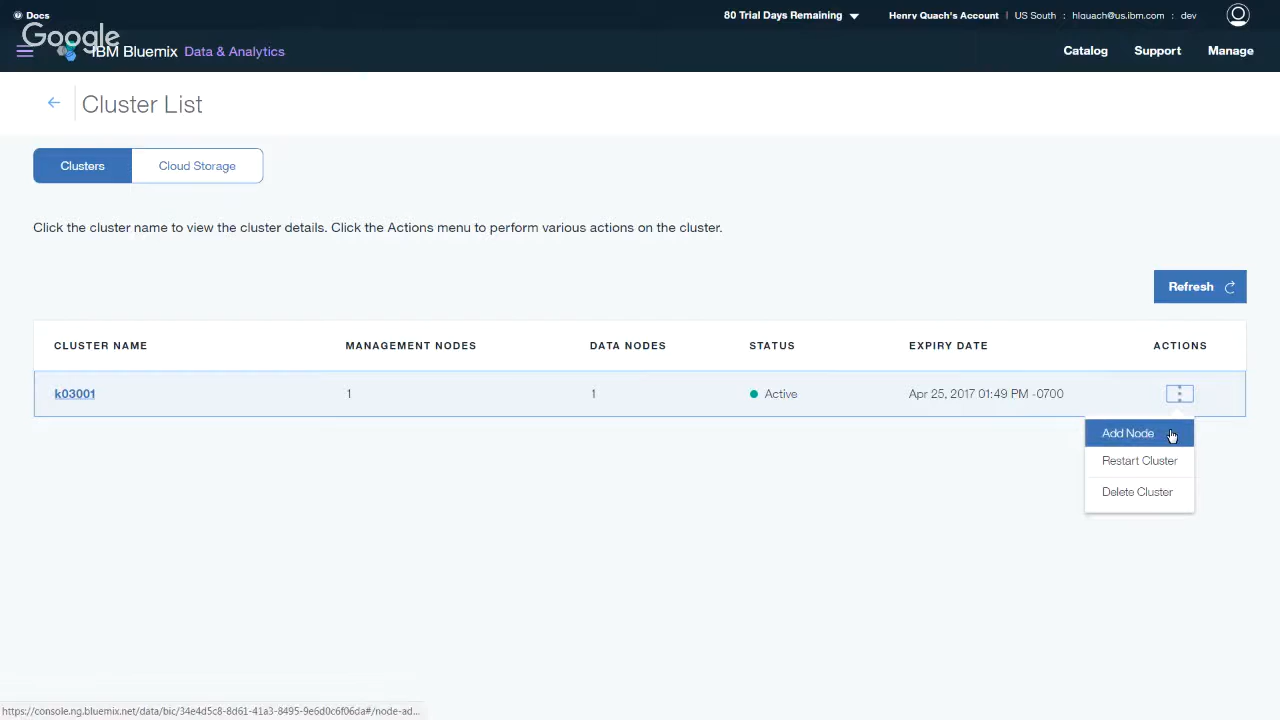 Docs
80 Trial Days Remaining
Henry Quach's Account | US South : hlquach@us.ibm.com : dev
Google
IBM Bluemix Data & Analytics
Catalog Support Manage
Cluster List
Clusters Cloud Storage
Click the cluster name to view the cluster details. Click the Actions menu to perform various actions on the cluster.
Refresh
CLUSTER NAME MANAGEMENT NODES DATA NODES STATUS EXPIRY DATE ACTIONS
k03001 1 1 Active Apr 25, 2017 01:49 PM -0700
Add Node
Restart Cluster
Delete Cluster
https://console.ng.bluemix.net/data/bic/34e4d5c8-8d61-41a3-8495-9e6d0c6f06da#/node-ad...